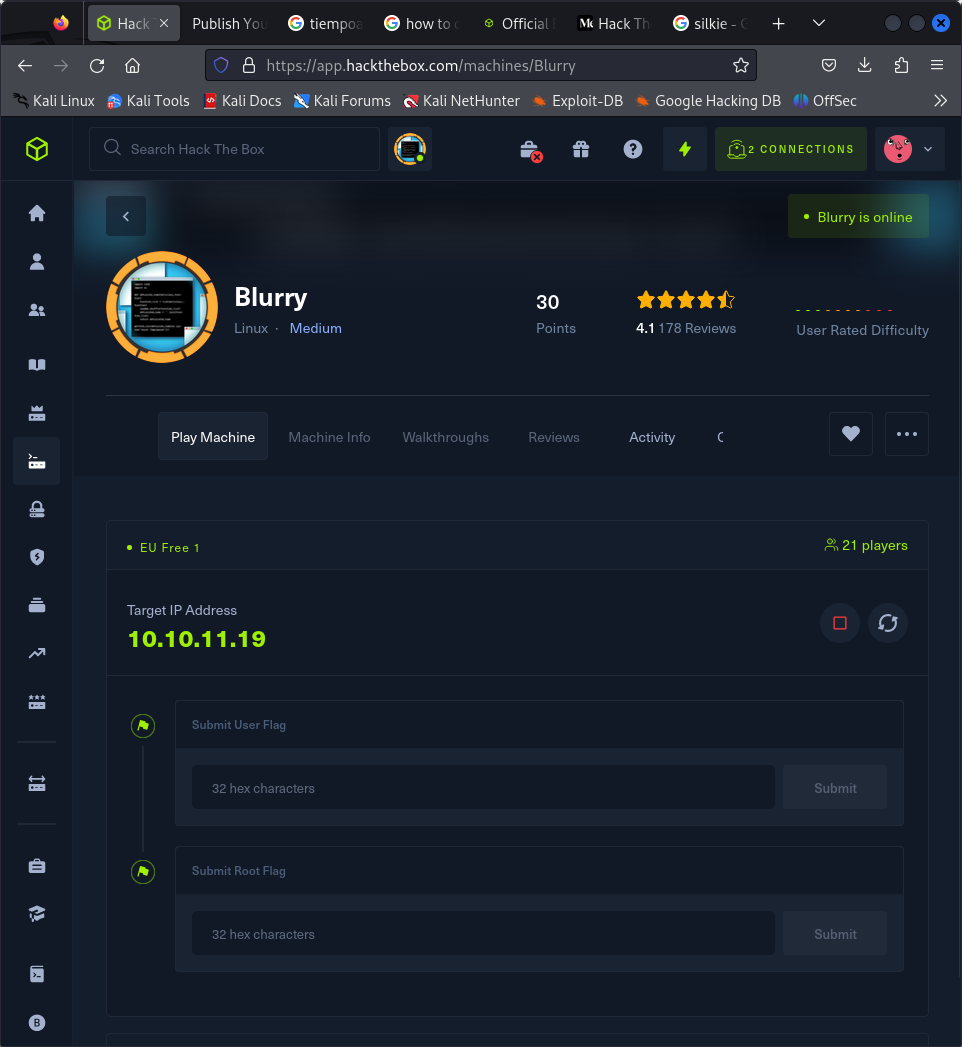 Hack
Publish You
tiempoa
how to c
Official
Hack Th
silkie - G
https://app.hackthebox.com/machines/Blurry
Kali Linux
Kali Tools
Kali Docs
Kali Forums
Kali NetHunter
Exploit-DB
Google Hacking DB
OffSec
Search Hack The Box
2 CONNECTIONS
Blurry is online
Blurry
Linux · Medium
30
Points
4.1 178 Reviews
User Rated Difficulty
Play Machine
Machine Info
Walkthroughs
Reviews
Activity
EU Free 1
21 players
Target IP Address
10.10.11.19
Submit User Flag
32 hex characters
Submit
Submit Root Flag
32 hex characters
Submit
B